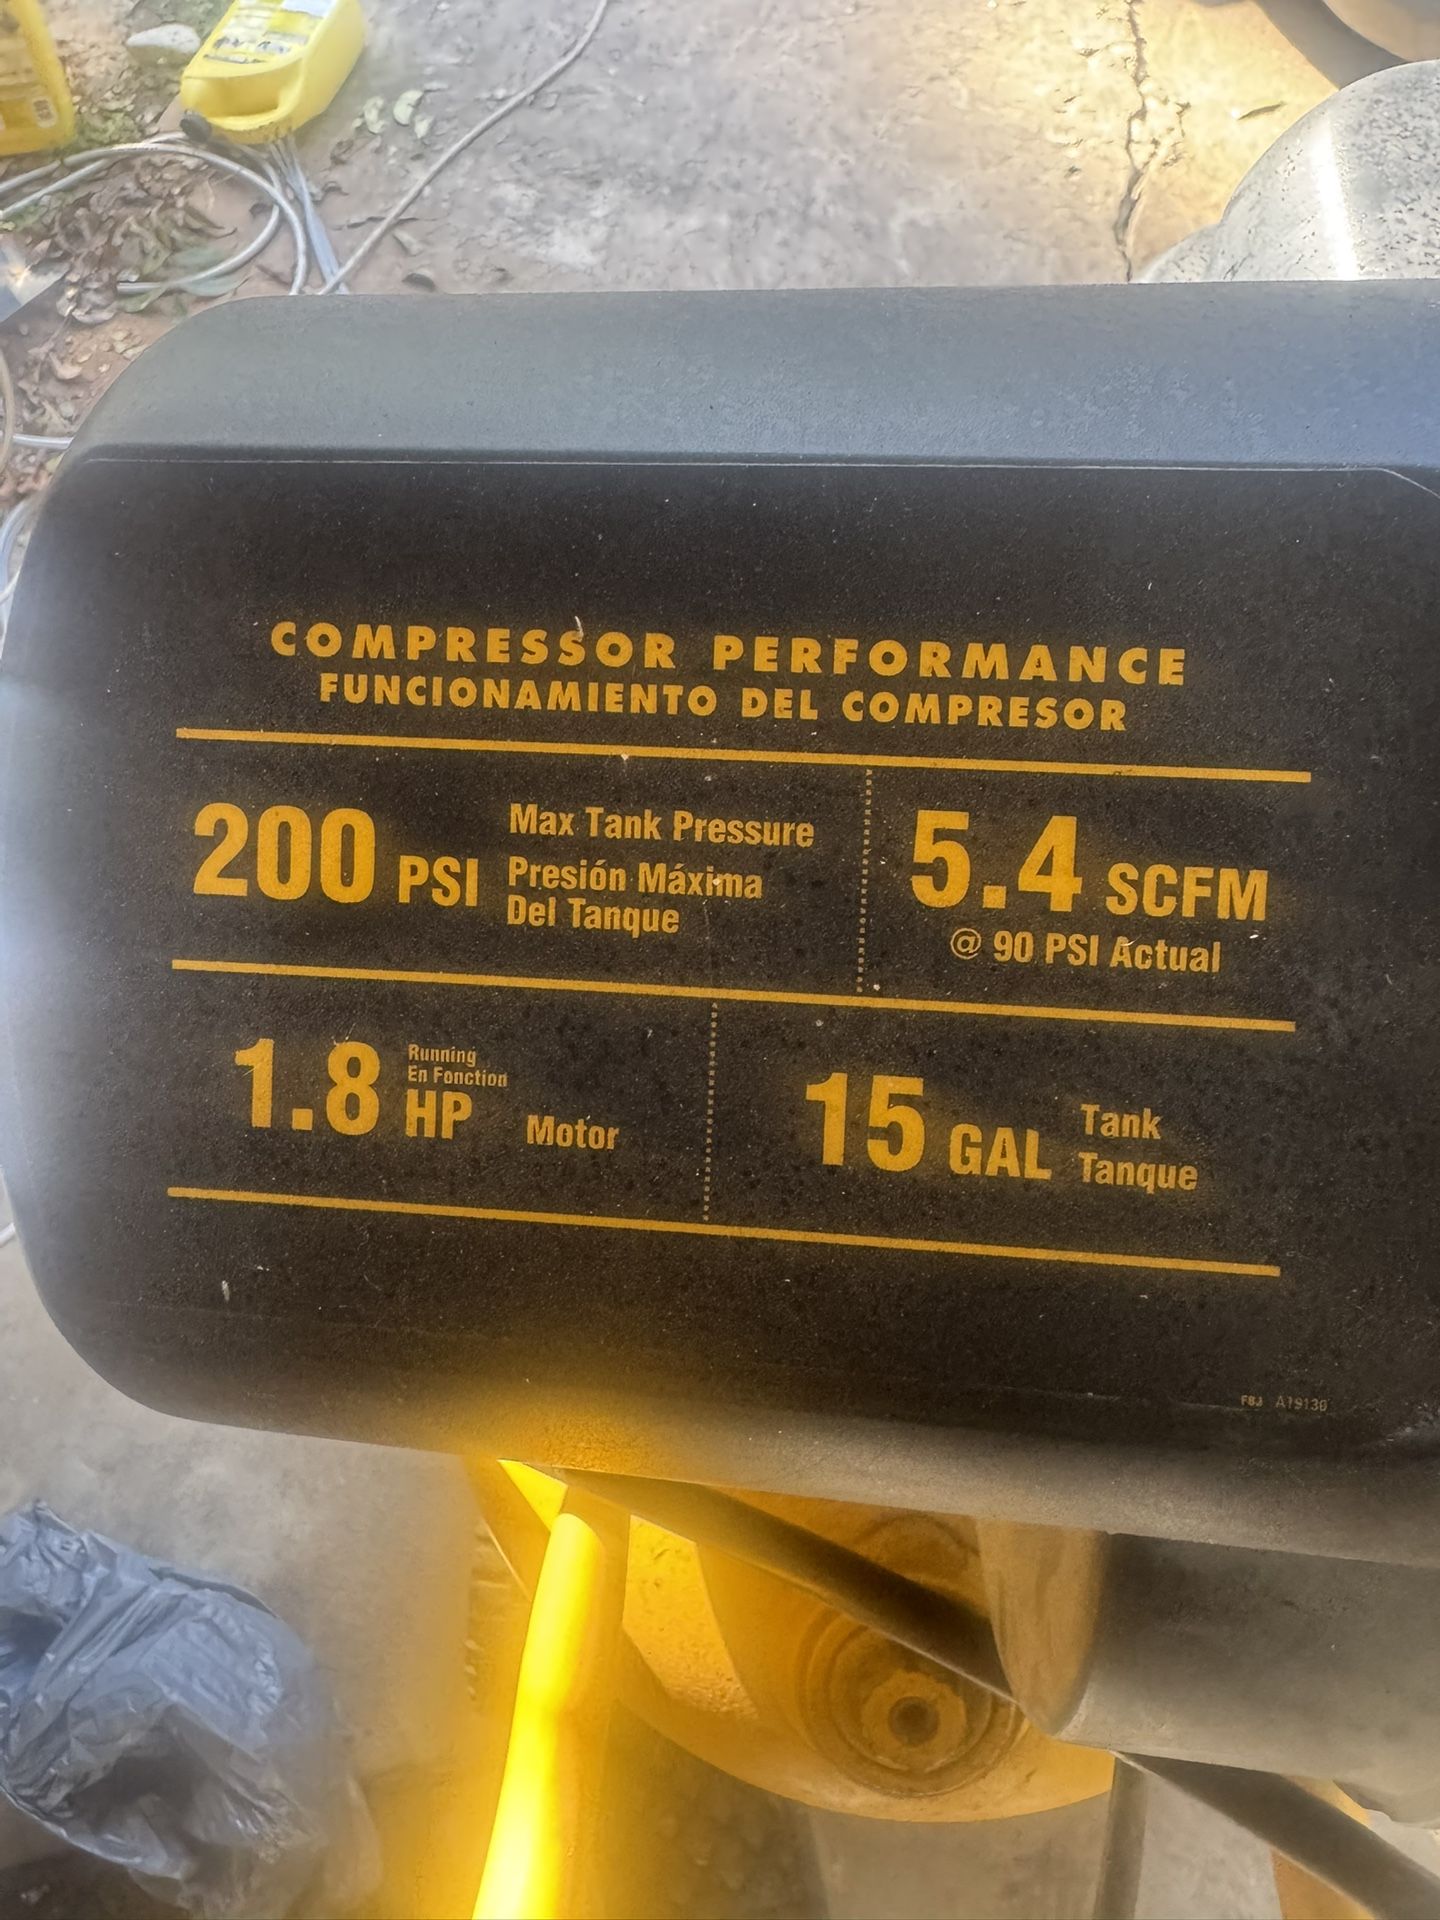 COMPRESSOR PERFORMANCE
FUNCIONAMIENTO DEL COMPRESOR
200 PSI
Max Tank Pressure
Presión Máxima
Del Tanque
5.4 SCFM
@ 90 PSI Actual
1.8
Running
En Fonction
HP Motor
15 GAL
Tank
Tanque
A19130